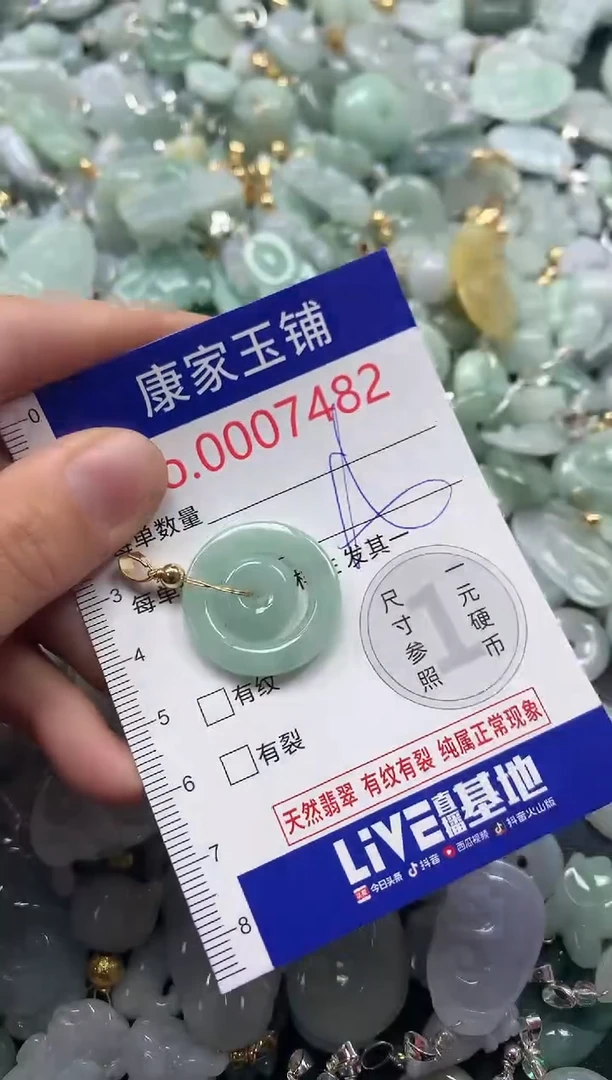 康家玉铺
o.0007482
每单数量
每单
发其一
一元硬币
尺寸参照
有纹
有裂
天然翡翠 有纹有裂 纯属正常现象
LiVE直播基地
今日头条 抖音 西瓜视频 抖音火山版
0
3
4
5
6
7
8
1